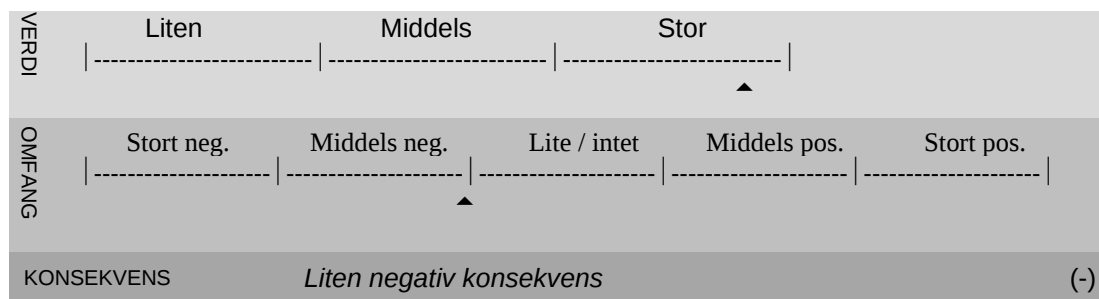 VERDI
Liten Middels Stor
|--------------------------|--------------------------|--------------------------|
OMFANG
Stort neg. Middels neg. Lite / intet Middels pos. Stort pos.
|---------------------|---------------------|---------------------|---------------------|---------------------|
KONSEKVENS Liten negativ konsekvens (-)